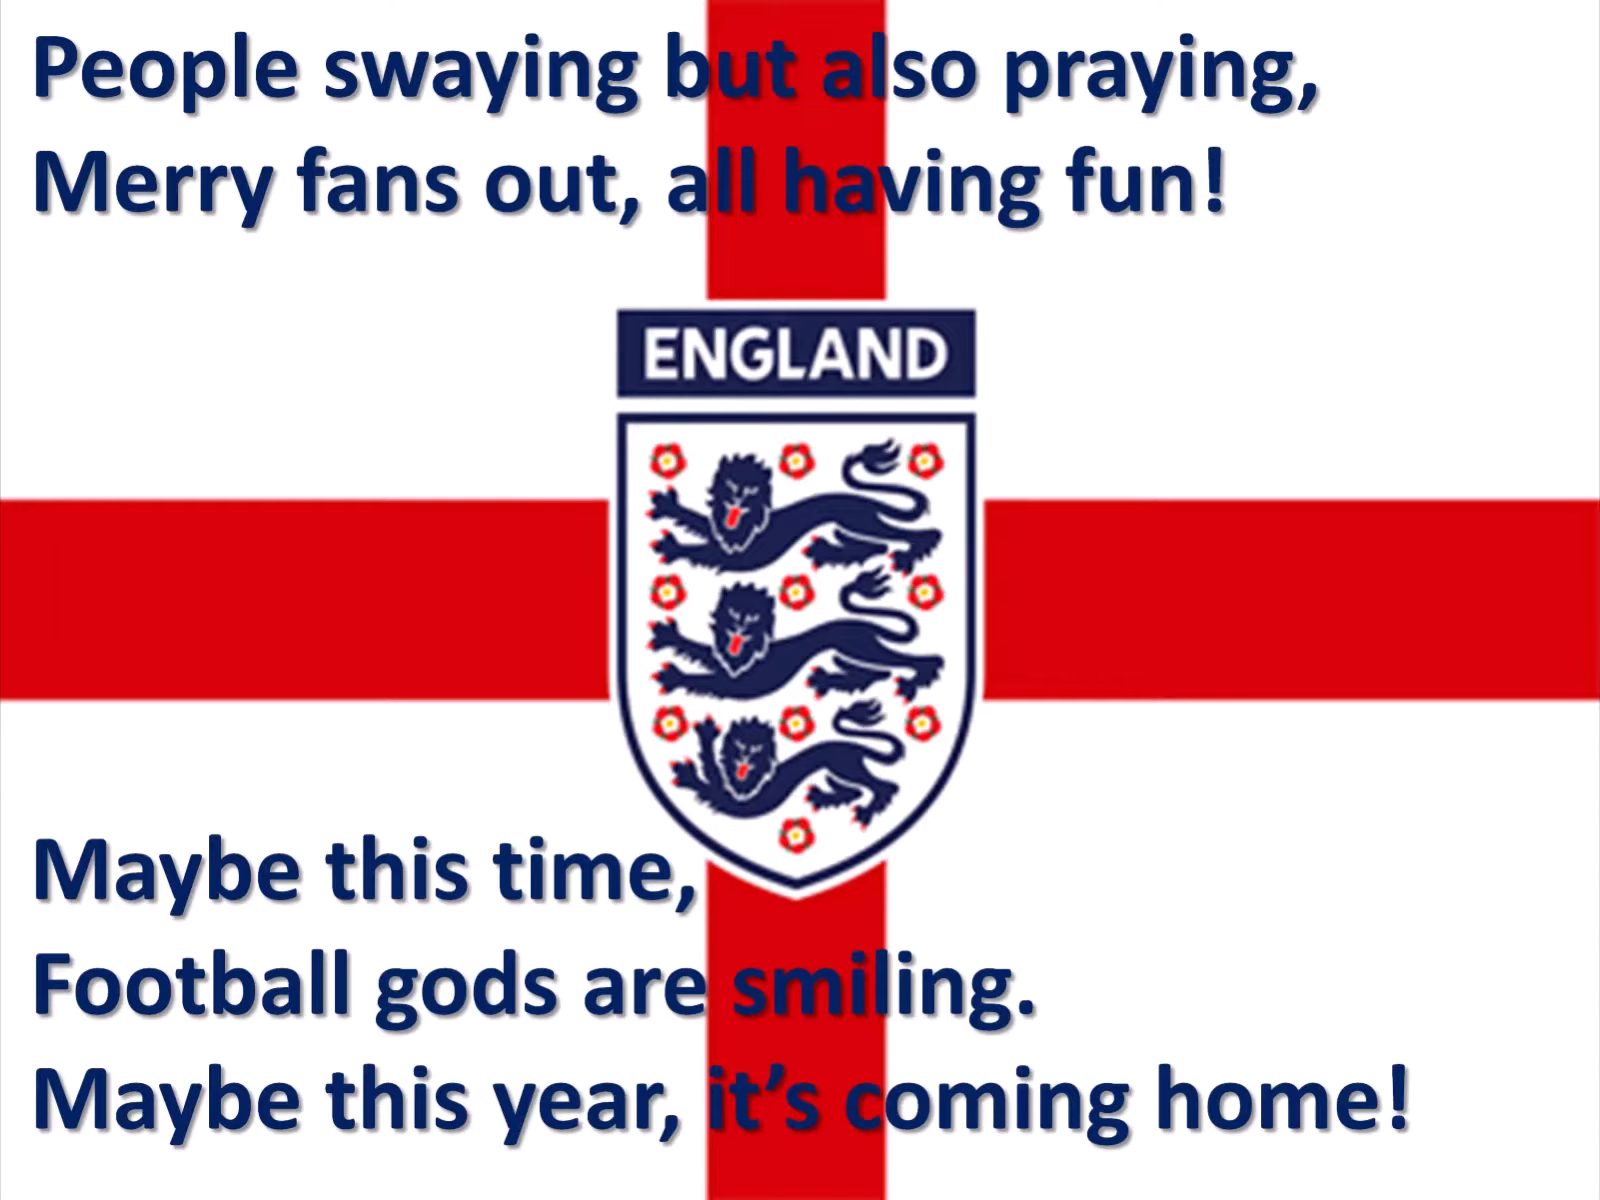 People swaying but also praying,
Merry fans out, all having fun!
ENGLAND
Maybe this time,
Football gods are smiling.
Maybe this year, it’s coming home!